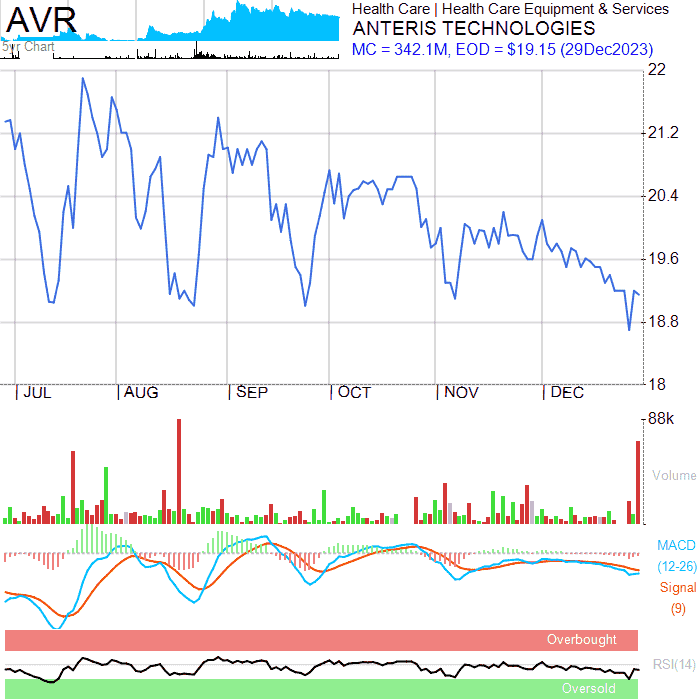 AVR
5yr Chart
Health Care | Health Care Equipment & Services
ANTERIS TECHNOLOGIES
MC = 342.1M, EOD = $19.15 (29Dec2023)
22
21.2
20.4
19.6
18.8
18
JUL AUG SEP OCT NOV DEC
88k
Volume
MACD
(12-26)
Signal
(9)
Overbought
RSI(14)
Oversold